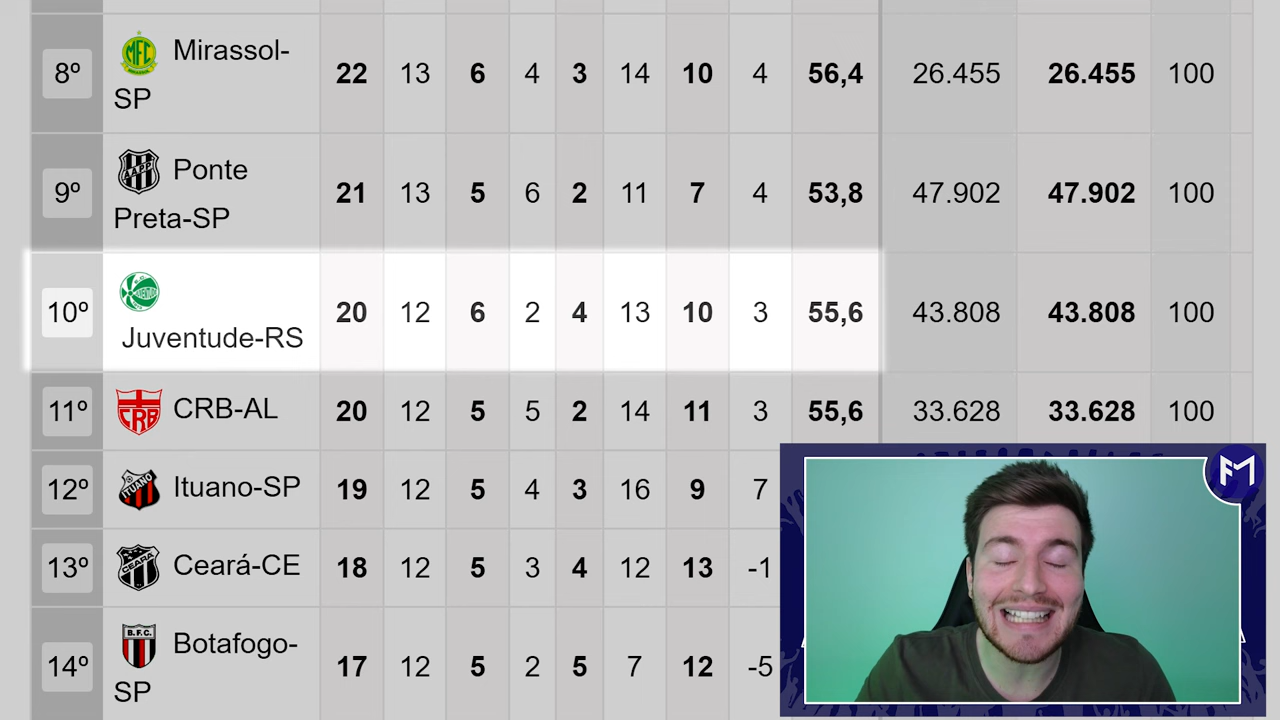 8º Mirassol-SP 22 13 6 4 3 14 10 4 56,4 26.455 26.455 100
9º Ponte Preta-SP 21 13 5 6 2 11 7 4 53,8 47.902 47.902 100
10º Juventude-RS 20 12 6 2 4 13 10 3 55,6 43.808 43.808 100
11º CRB-AL 20 12 5 5 2 14 11 3 55,6 33.628 33.628 100
12º Ituano-SP 19 12 5 4 3 16 9 7
13º Ceará-CE 18 12 5 3 4 12 13 -1
14º Botafogo-SP 17 12 5 2 5 7 12 -5
MFC
AAPP
JUVENTUDE
CRB
ITUANO
CEARÁ
B.F.C.
FM